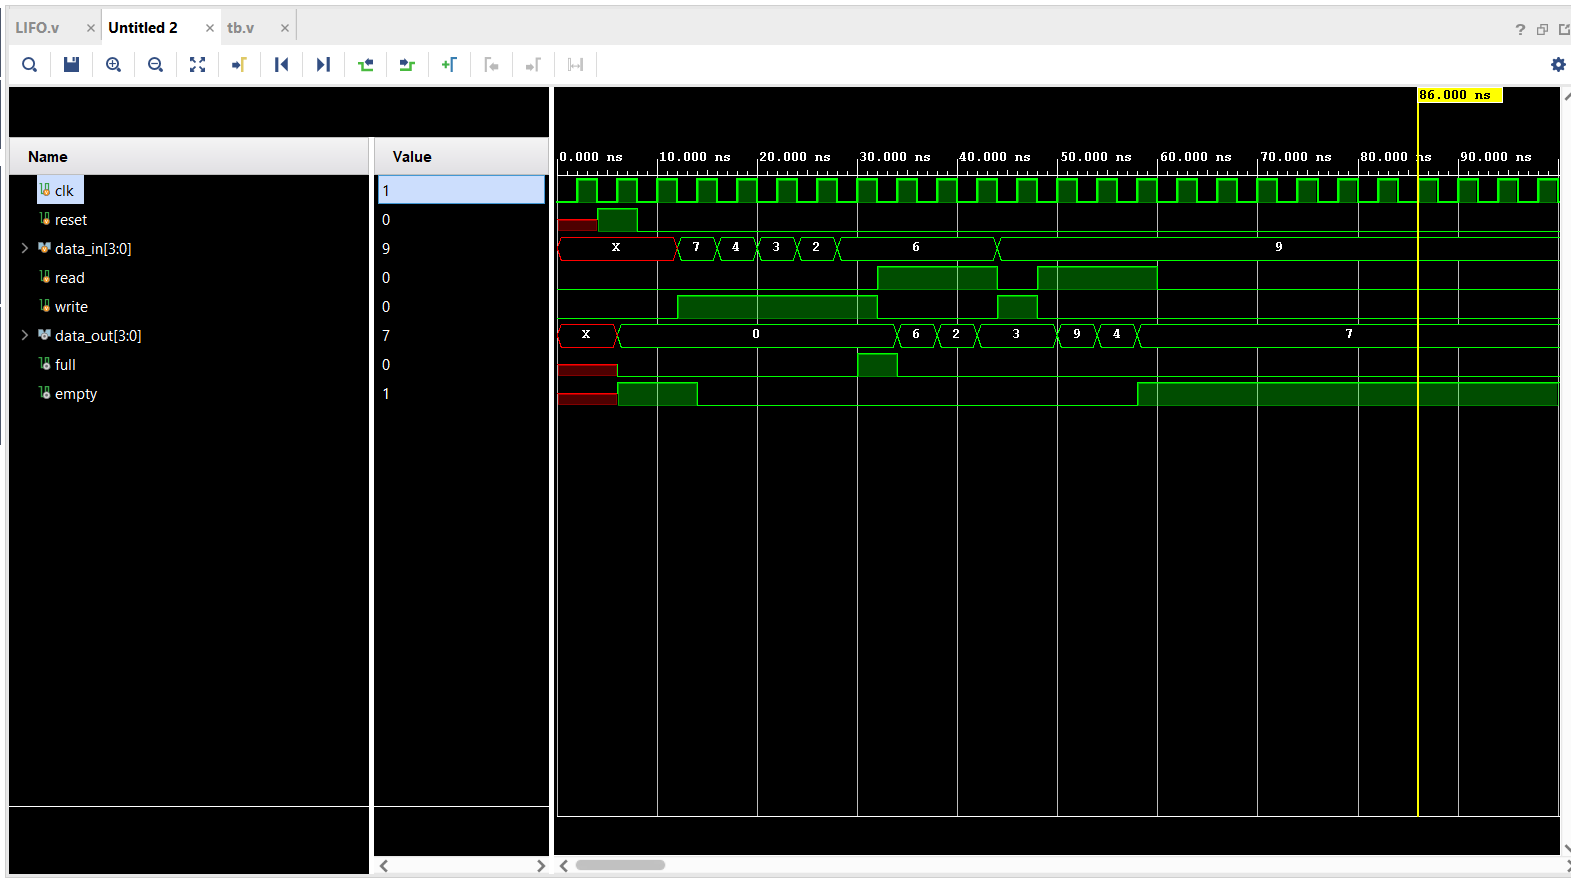 LIFO.v × Untitled 2 × tb.v × ?
86.000 ns
Name Value
0.000 ns 10.000 ns 20.000 ns 30.000 ns 40.000 ns 50.000 ns 60.000 ns 70.000 ns 80.000 ns 90.000 ns
clk 1
reset 0
data_in[3:0] 9 X 7 4 3 2 6 9
read 0
write 0
data_out[3:0] 7 X 0 6 2 3 9 4 7
full 0
empty 1